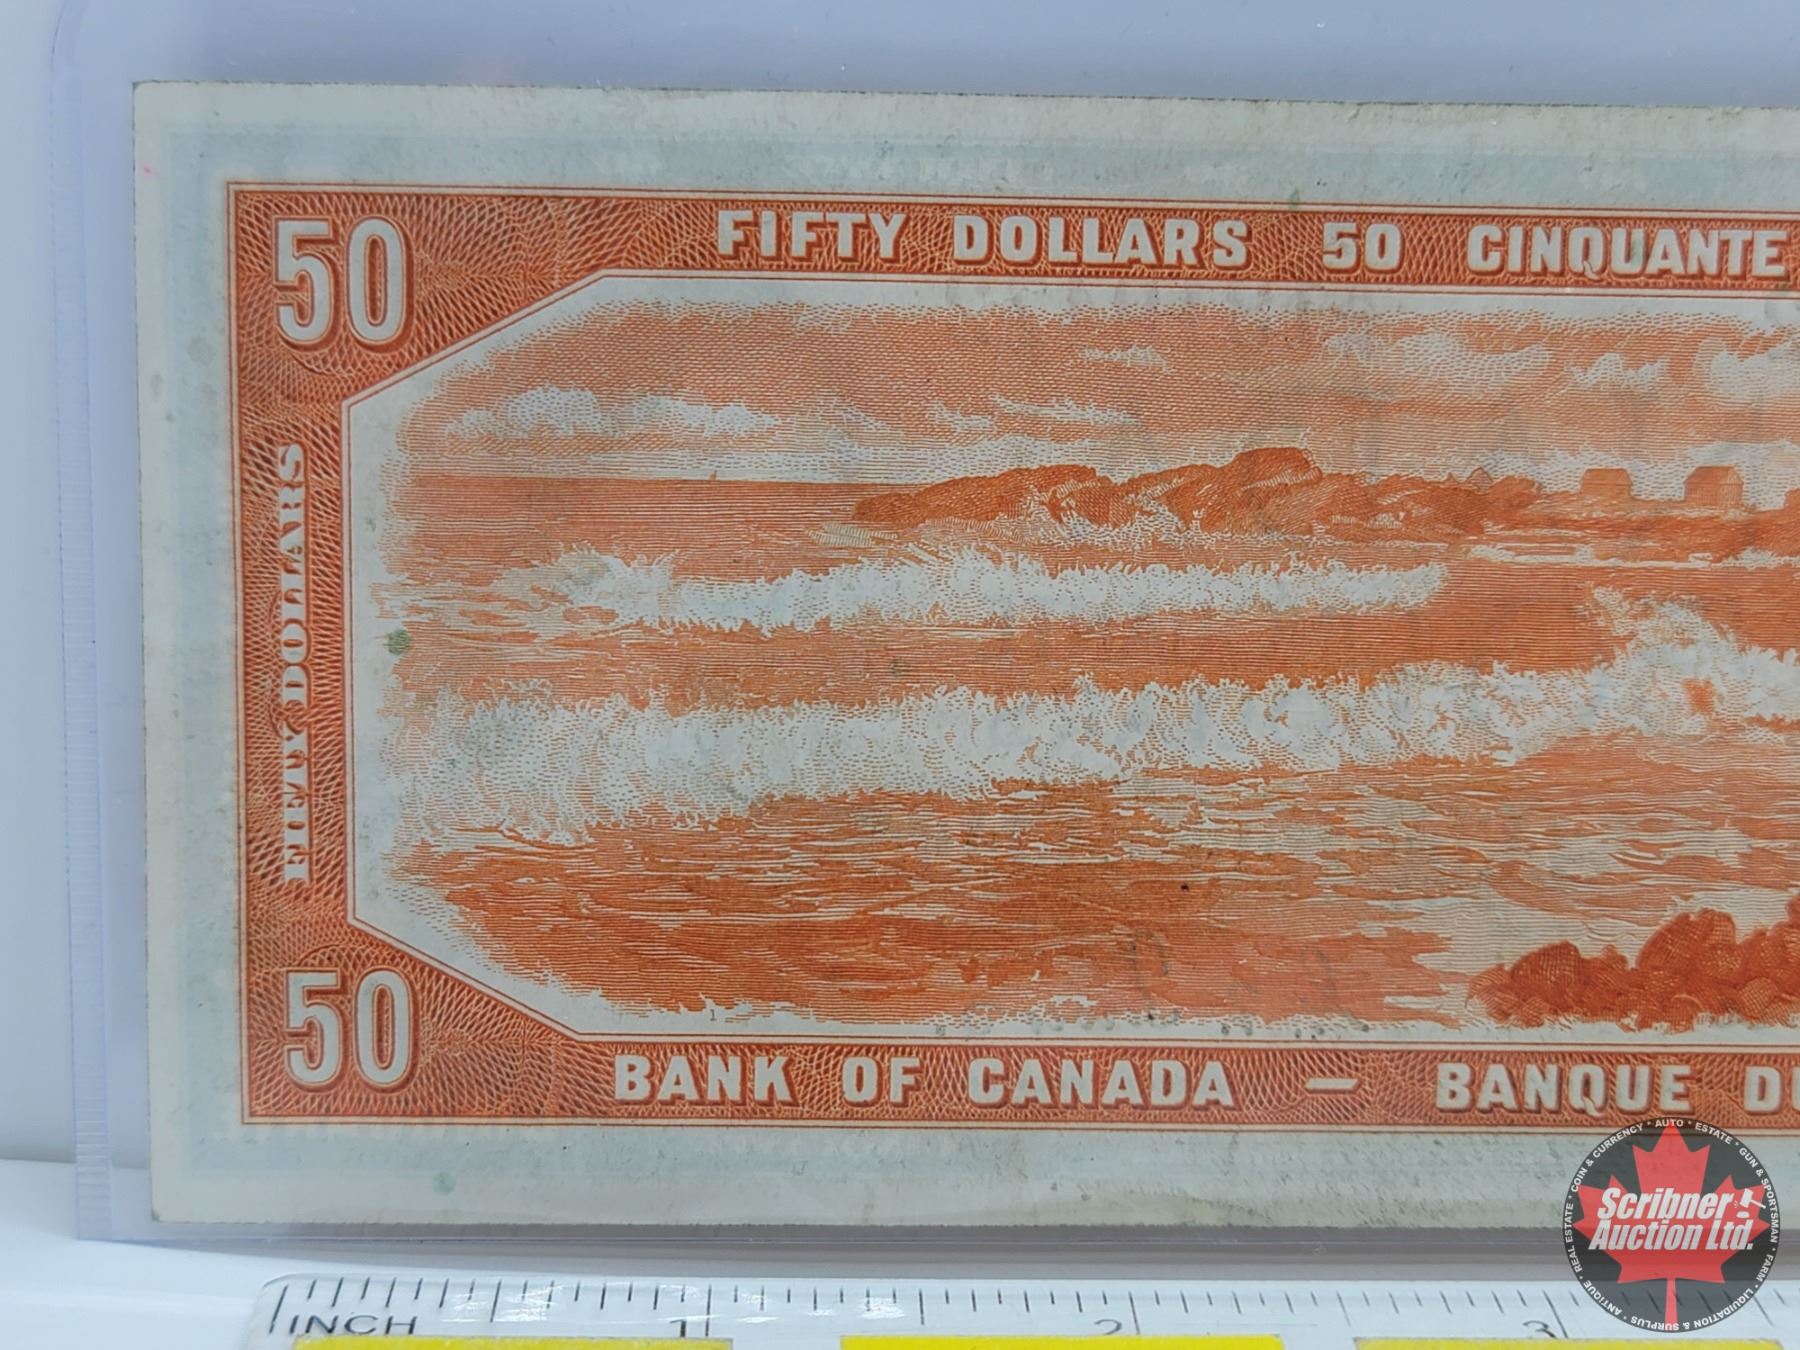 50 FIFTY DOLLARS 50 CINQUANTE
FIFTY DOLLARS
1
50 BANK OF CANADA — BANQUE D
INCH 1 2 3
COIN & CURRENCY * AUTO * ESTATE * GUN & SPORTSMAN * FARM * LIQUIDATION & SURPLUS * ANTIQUE * REAL ESTATE *
Scribner
Auction Ltd.